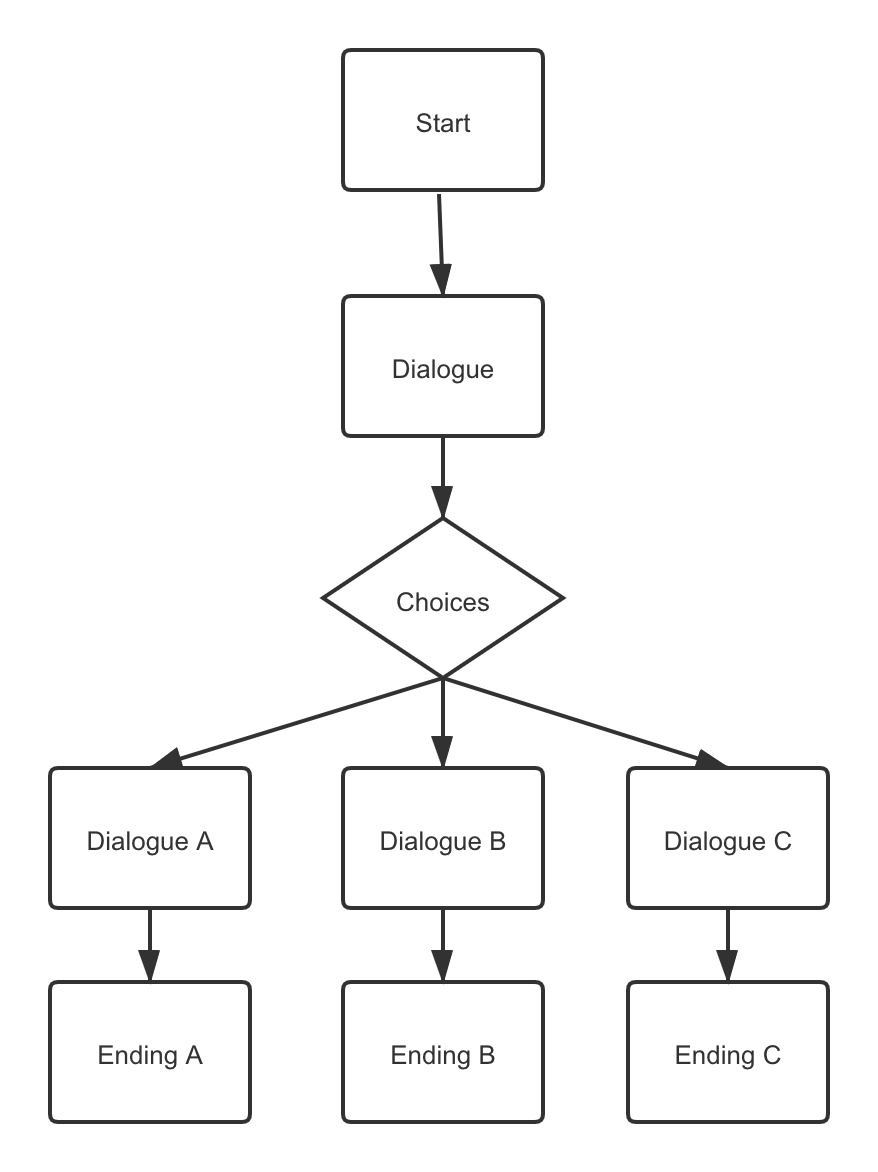 Start
Dialogue
Choices
Dialogue A
Dialogue B
Dialogue C
Ending A
Ending B
Ending C